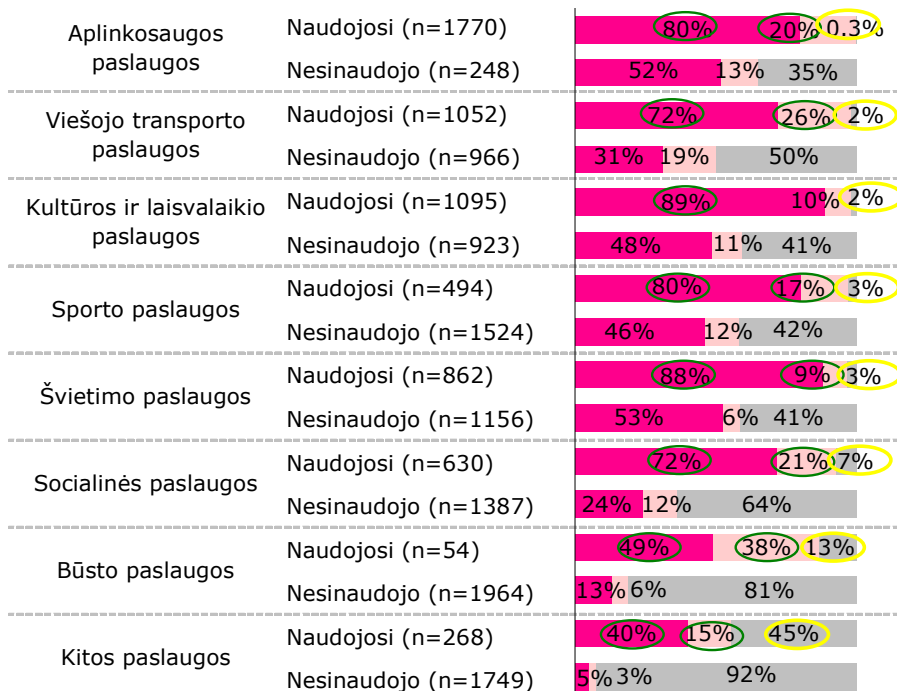 Aplinkosaugos
paslaugos
Naudojosi (n=1770) 80% 20% 0.3%
Nesinaudojo (n=248) 52% 13% 35%
Viešojo transporto
paslaugos
Naudojosi (n=1052) 72% 26% 2%
Nesinaudojo (n=966) 31% 19% 50%
Kultūros ir laisvalaikio
paslaugos
Naudojosi (n=1095) 89% 10% 2%
Nesinaudojo (n=923) 48% 11% 41%
Sporto paslaugos
Naudojosi (n=494) 80% 17% 3%
Nesinaudojo (n=1524) 46% 12% 42%
Švietimo paslaugos
Naudojosi (n=862) 88% 9% 3%
Nesinaudojo (n=1156) 53% 6% 41%
Socialinės paslaugos
Naudojosi (n=630) 72% 21% 7%
Nesinaudojo (n=1387) 24% 12% 64%
Būsto paslaugos
Naudojosi (n=54) 49% 38% 13%
Nesinaudojo (n=1964) 13% 6% 81%
Kitos paslaugos
Naudojosi (n=268) 40% 15% 45%
Nesinaudojo (n=1749) 5% 3% 92%